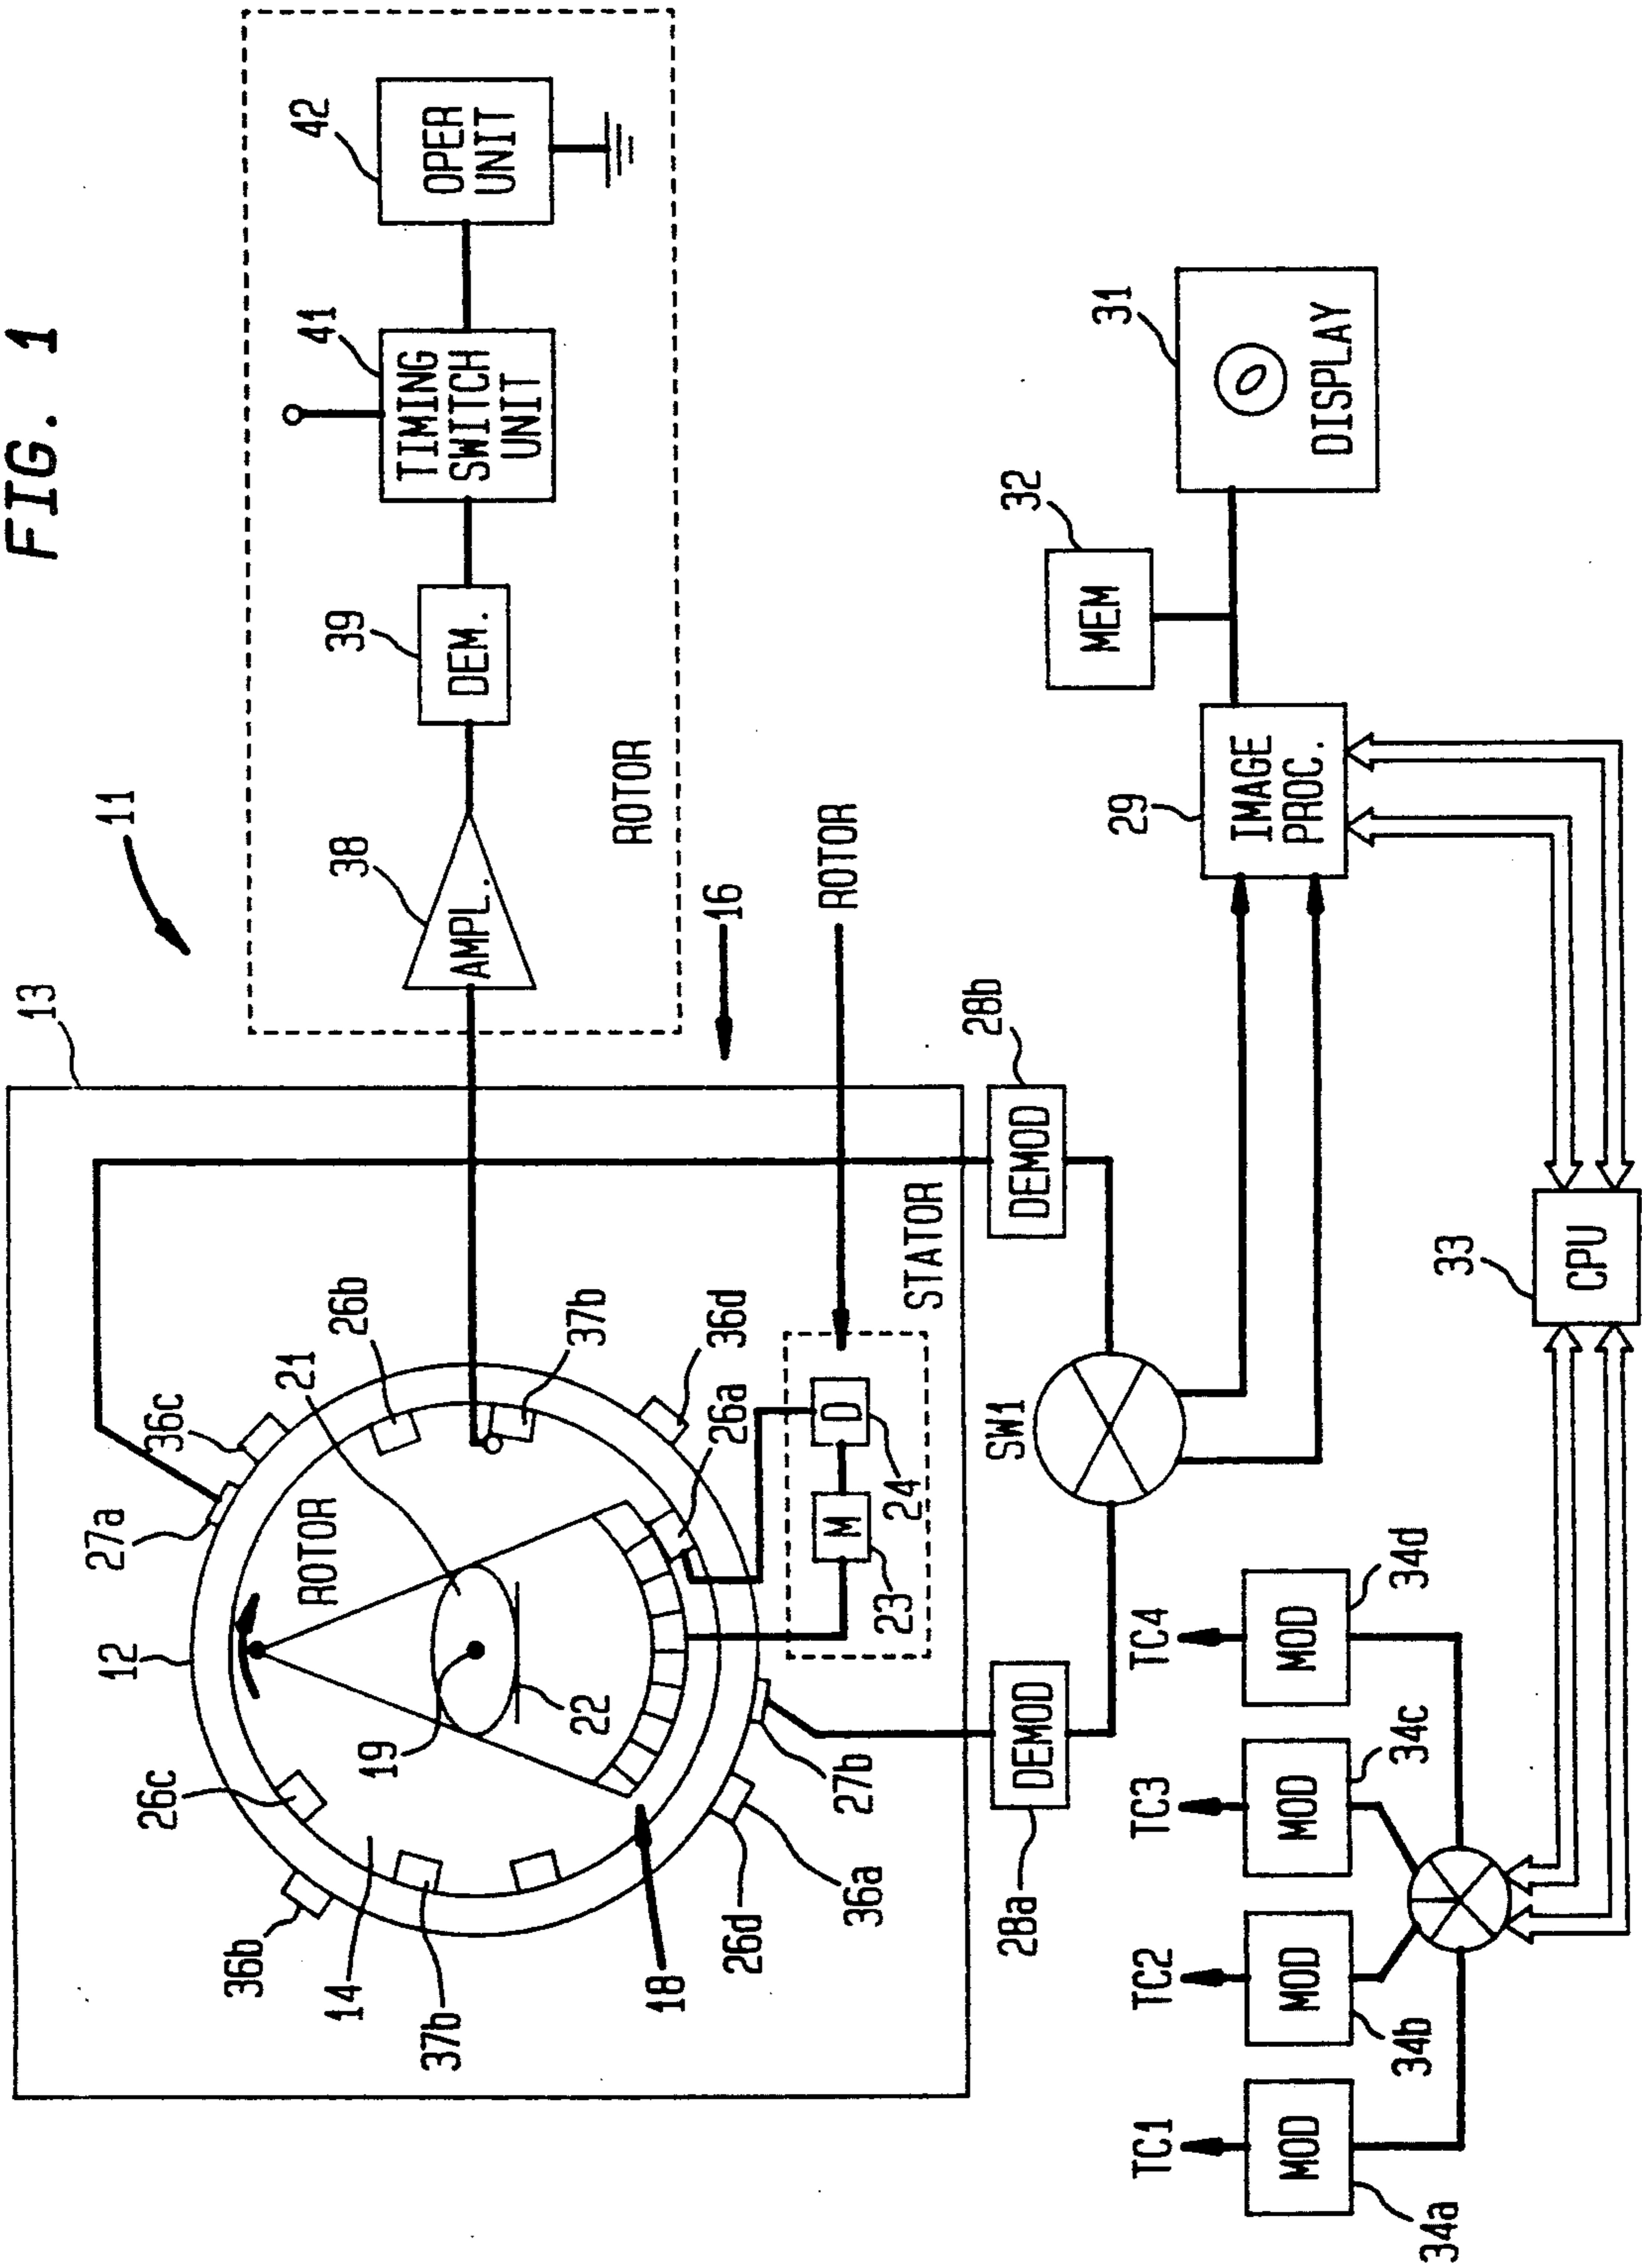 FIG. 1
11
13
16
ROTOR
38
AMPL.
39
DEM.
41
TIMING
SWITCH
UNIT
42
OPER
UNIT
ROTOR
12
27a
36c
ROTOR
21
26b
37b
36d
26a
26c
19
22
36b
14
37b
18
26d
36a
27b
23
M
24
D
STATOR
28a
DEMOD
28b
DEMOD
SW1
29
IMAGE
PROC.
32
MEM
31
DISPLAY
33
CPU
TC1
TC2
TC3
TC4
MOD
MOD
MOD
MOD
34a
34b
34c
34d